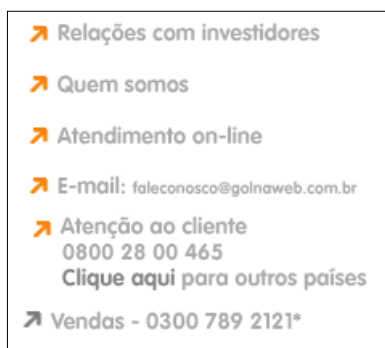 Relações com investidores
Quem somos
Atendimento on-line
E-mail: faleconosco@golnaweb.com.br
Atenção ao cliente
0800 28 00 465
Clique aqui para outros países
Vendas - 0300 789 2121*